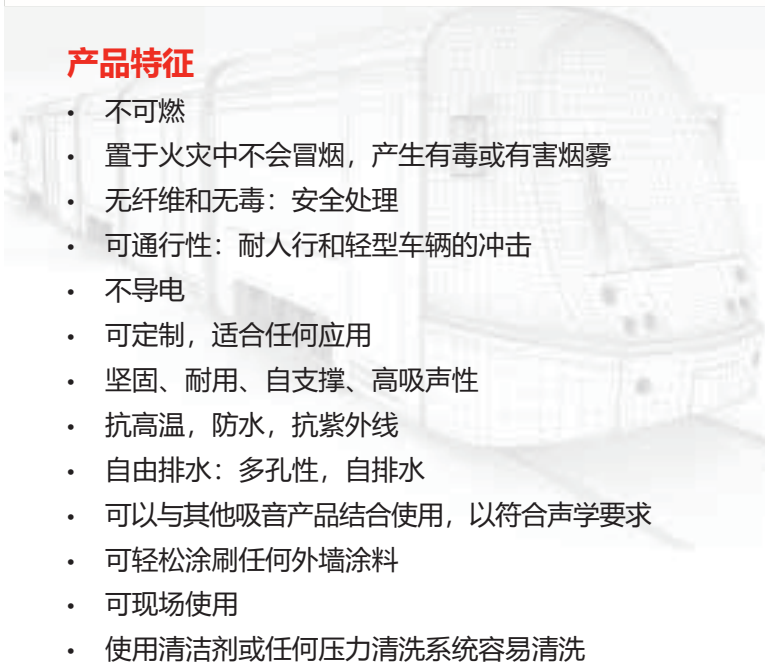 产品特征
• 不可燃
• 置于火灾中不会冒烟，产生有毒或有害烟雾
• 无纤维和无毒：安全处理
• 可通行性：耐人行和轻型车辆的冲击
• 不导电
• 可定制，适合任何应用
• 坚固、耐用、自支撑、高吸声性
• 抗高温，防水，抗紫外线
• 自由排水：多孔性，自排水
• 可以与其他吸音产品结合使用，以符合声学要求
• 可轻松涂刷任何外墙涂料
• 可现场使用
• 使用清洁剂或任何压力清洗系统容易清洗